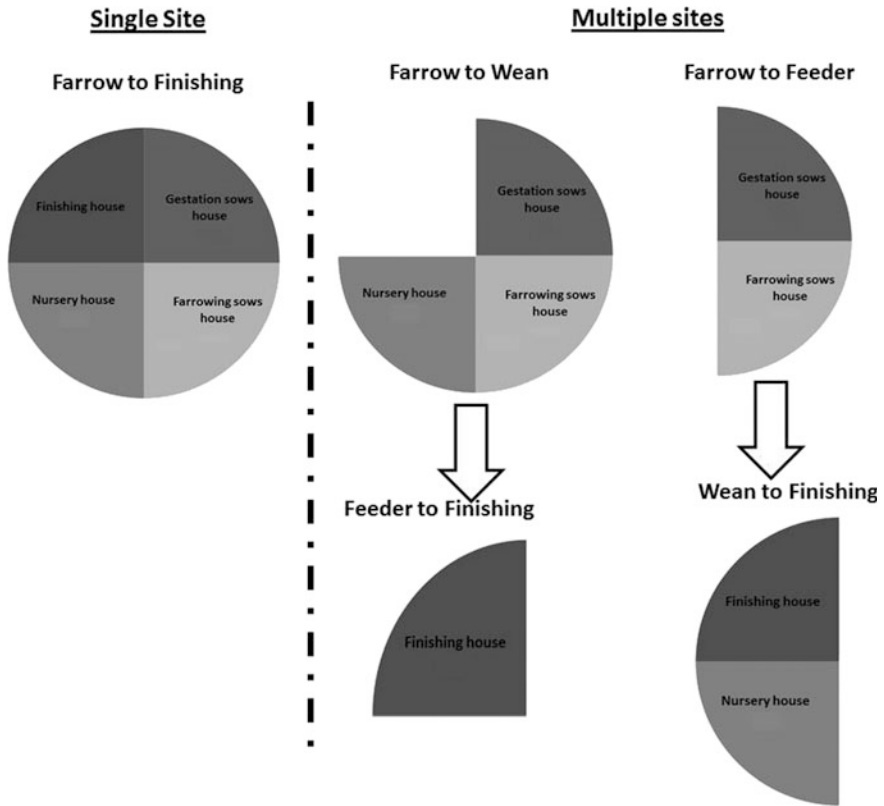 Single Site
Multiple sites
Farrow to Finishing
Farrow to Wean
Farrow to Feeder
Finishing house
Gestation sows
house
Nursery house
Farrowing sows
house
Gestation sows
house
Nursery house
Farrowing sows
house
Gestation sows
house
Farrowing sows
house
Feeder to Finishing
Finishing house
Wean to Finishing
Finishing house
Nursery house